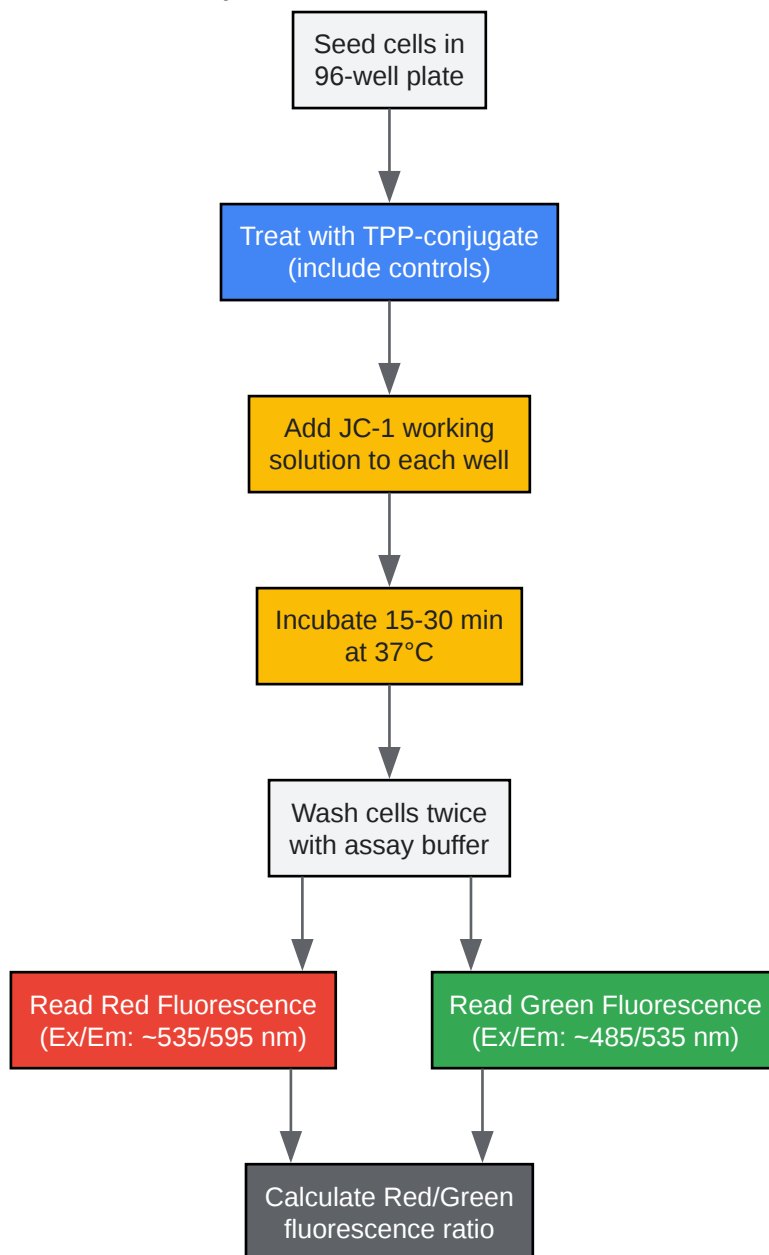 Seed cells in
96-well plate
Treat with TPP-conjugate
(include controls)
Add JC-1 working
solution to each well
Incubate 15-30 min
at 37°C
Wash cells twice
with assay buffer
Read Red Fluorescence
(Ex/Em: ~535/595 nm)
Read Green Fluorescence
(Ex/Em: ~485/535 nm)
Calculate Red/Green
fluorescence ratio